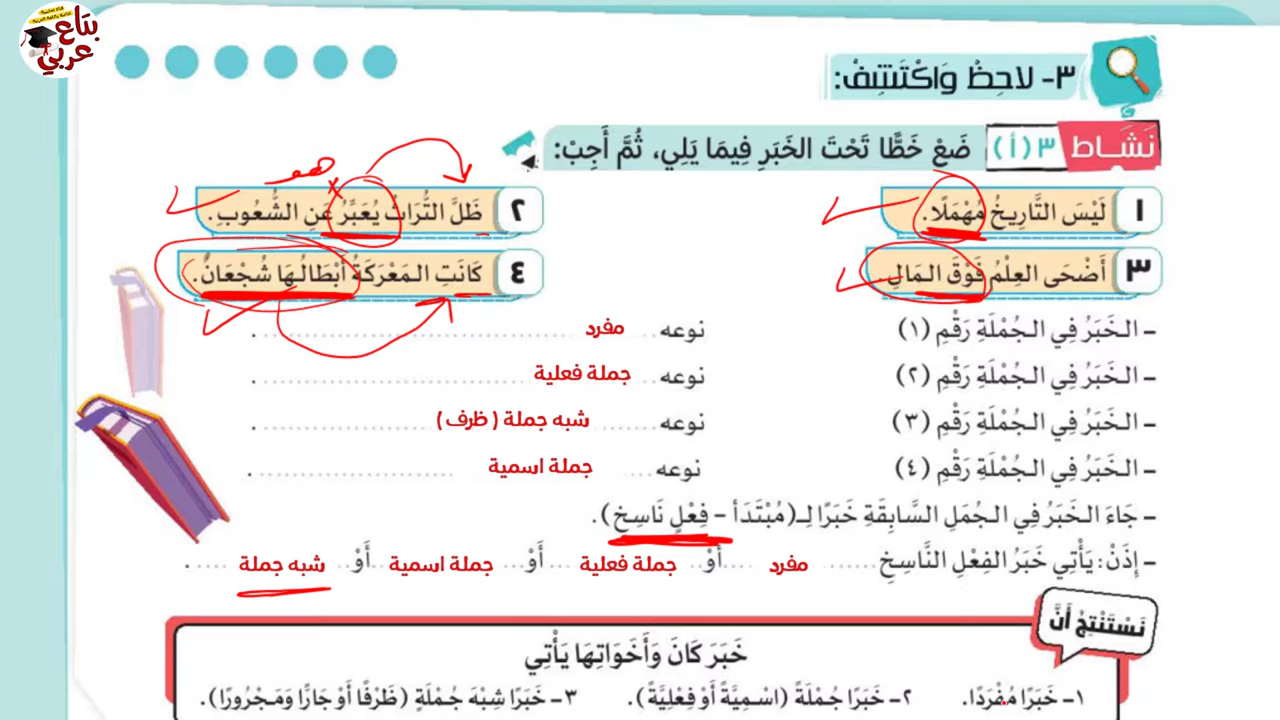 بتاع عربي
٣- لَاحِظْ وَاكْتَشِفْ:
نَشَاط ٣ (أ) ضَعْ خَطًّا تَحْتَ الخَبَرِ فِيمَا يَلِي، ثُمَّ أَجِبْ:
١ لَيْسَ التَّارِيخُ مُهْمَلًا.
٢ ظَلَّ التُّرَاثُ يُعَبِّرُ عَنِ الشُّعُوبِ.
هو
٣ أَضْحَى العِلْمُ فَوْقَ المَالِ.
٤ كَانَتِ المَعْرَكَةُ أَبْطَالُهَا شُجْعَانٌ.
- الخَبَرُ فِي الجُمْلَةِ رَقْمِ (١) نوعه مفرد
- الخَبَرُ فِي الجُمْلَةِ رَقْمِ (٢) نوعه جملة فعلية
- الخَبَرُ فِي الجُمْلَةِ رَقْمِ (٣) نوعه شبه جملة (ظرف)
- الخَبَرُ فِي الجُمْلَةِ رَقْمِ (٤) نوعه جملة اسمية
- جَاءَ الخَبَرُ فِي الجُمَلِ السَّابِقَةِ خَبَرًا لِـ(مُبْتَدَأ - فِعْلٍ نَاسِخٍ).
- إِذَنْ: يَأْتِي خَبَرُ الفِعْلِ النَّاسِخِ مفرد أَوْ جملة فعلية أَوْ جملة اسمية أَوْ شبه جملة.
نَسْتَنْتِجُ أَنَّ
خَبَرَ كَانَ وَأَخَوَاتِهَا يَأْتِي
١- خَبَرًا مُفْرَدًا. ٢- خَبَرًا جُمْلَةً (اسْمِيَّةً أَوْ فِعْلِيَّةً). ٣- خَبَرًا شِبْهَ جُمْلَةٍ (ظَرْفًا أَوْ جَارًّا وَمَجْرُورًا).